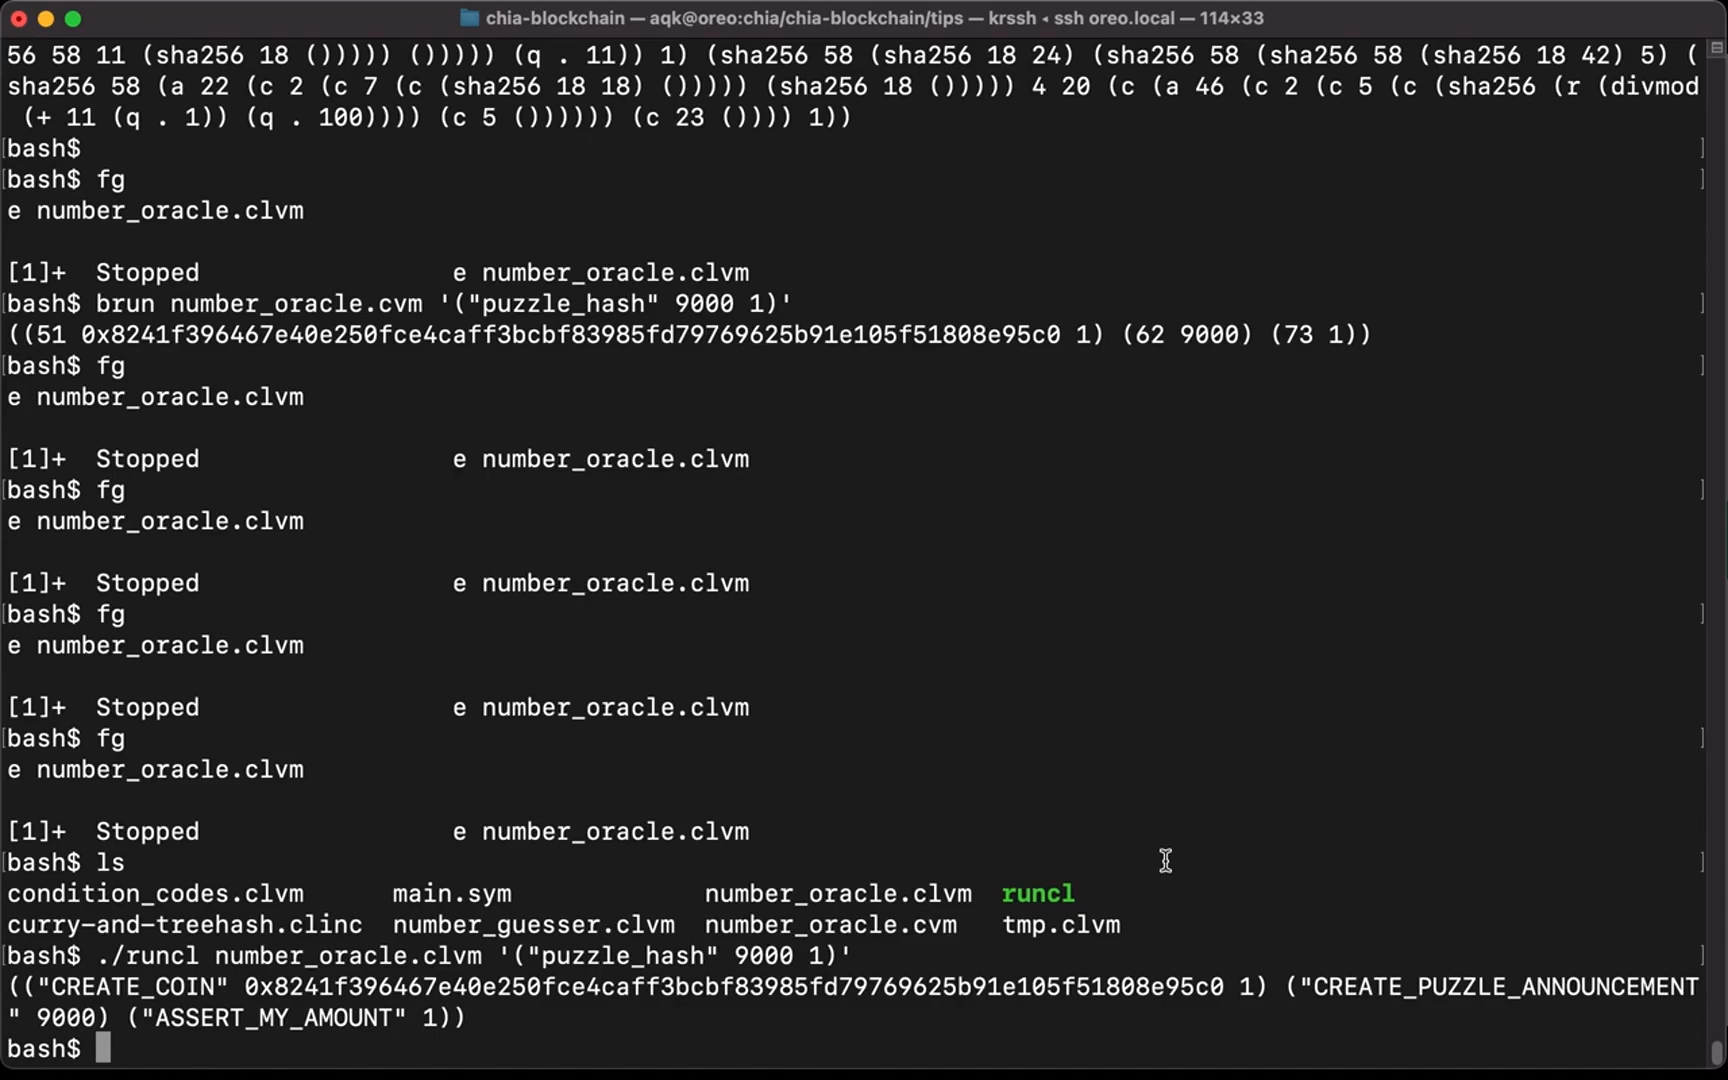 chia-blockchain — aqk@oreo:chia/chia-blockchain/tips — krssh ◂ ssh oreo.local — 114×33
56 58 11 (sha256 18 ())))) ())))) (q . 11)) 1) (sha256 58 (sha256 18 24) (sha256 58 (sha256 58 (sha256 18 42) 5) (
sha256 58 (a 22 (c 2 (c 7 (c (sha256 18 18) ())))) (sha256 18 ())))) 4 20 (c (a 46 (c 2 (c 5 (c (sha256 (r (divmod
(+ 11 (q . 1)) (q . 100)))) (c 5 ()))))) (c 23 ()))) 1))
bash$
bash$ fg
e number_oracle.clvm
[1]+  Stopped                 e number_oracle.clvm
bash$ brun number_oracle.cvm '("puzzle_hash" 9000 1)'
((51 0x8241f396467e40e250fce4caff3bcbf83985fd79769625b91e105f51808e95c0 1) (62 9000) (73 1))
bash$ fg
e number_oracle.clvm
[1]+  Stopped                 e number_oracle.clvm
bash$ fg
e number_oracle.clvm
[1]+  Stopped                 e number_oracle.clvm
bash$ fg
e number_oracle.clvm
[1]+  Stopped                 e number_oracle.clvm
bash$ fg
e number_oracle.clvm
[1]+  Stopped                 e number_oracle.clvm
bash$ ls
condition_codes.clvm      main.sym             number_oracle.clvm  runcl
curry-and-treehash.clinc  number_guesser.clvm  number_oracle.cvm   tmp.clvm
bash$ ./runcl number_oracle.clvm '("puzzle_hash" 9000 1)'
(("CREATE_COIN" 0x8241f396467e40e250fce4caff3bcbf83985fd79769625b91e105f51808e95c0 1) ("CREATE_PUZZLE_ANNOUNCEMENT
" 9000) ("ASSERT_MY_AMOUNT" 1))
bash$